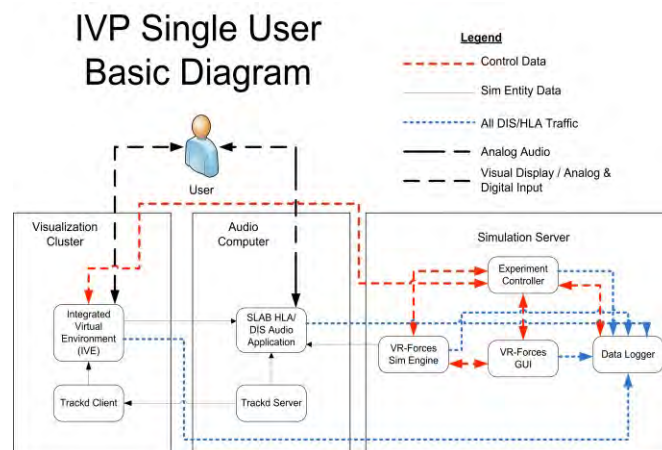 IVP Single User
Basic Diagram
Legend
Control Data
Sim Entity Data
All DIS/HLA Traffic
Analog Audio
Visual Display / Analog &
Digital Input
User
Visualization
Cluster
Audio
Computer
Simulation Server
Integrated
Virtual
Environment
(IVE)
SLAB HLA/
DIS Audio
Application
Experiment
Controller
VR-Forces
Sim Engine
VR-Forces
GUI
Data Logger
Trackd Client
Trackd Server